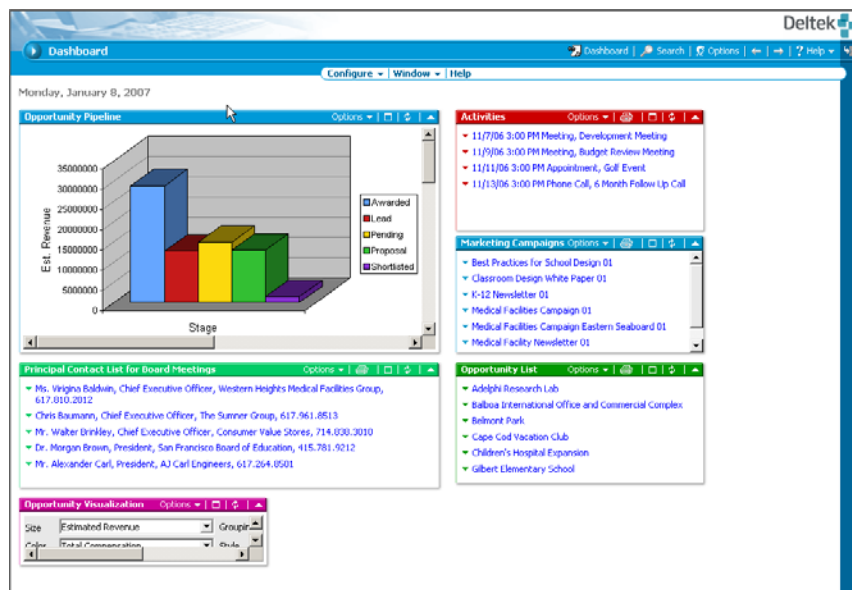 Deltek
Dashboard
Dashboard | Search | Options | ← | → | ? Help
Configure | Window | Help
Monday, January 8, 2007
Opportunity Pipeline Options
35000000
30000000
25000000
20000000
15000000
10000000
5000000
0
Est. Revenue
Stage
Awarded
Lead
Pending
Proposal
Shortlisted
Activities Options
11/7/06 3:00 PM Meeting, Development Meeting
11/9/06 3:00 PM Meeting, Budget Review Meeting
11/11/06 3:00 PM Appointment, Golf Event
11/13/06 3:00 PM Phone Call, 6 Month Follow Up Call
Marketing Campaigns Options
Best Practices for School Design 01
Classroom Design White Paper 01
K-12 Newsletter 01
Medical Facilities Campaign 01
Medical Facilities Campaign Eastern Seaboard 01
Medical Facility Newsletter 01
Principal Contact List for Board Meetings Options
Ms. Virigina Baldwin, Chief Executive Officer, Western Heights Medical Facilities Group,
617.810.2012
Chris Baumann, Chief Executive Officer, The Sumner Group, 617.961.8513
Mr. Walter Brinkley, Chief Executive Officer, Consumer Value Stores, 714.838.3010
Dr. Morgan Brown, President, San Francisco Board of Education, 415.781.9212
Mr. Alexander Carl, President, AJ Carl Engineers, 617.264.8501
Opportunity List Options
Adelphi Research Lab
Balboa International Office and Commercial Complex
Belmont Park
Cape Cod Vacation Club
Children's Hospital Expansion
Gilbert Elementary School
Opportunity Visualization Options
Size Estimated Revenue Groupin
Color Total Compensation Style